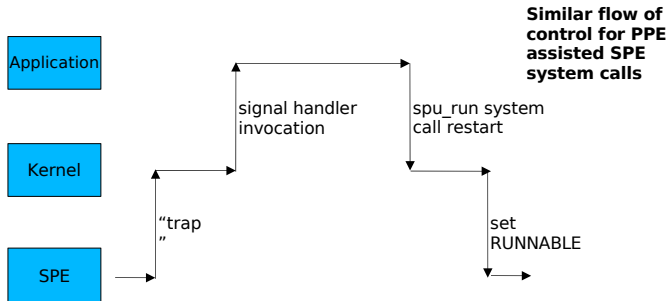 Similar flow of
control for PPE
assisted SPE
system calls
Application
signal handler
invocation
spu_run system
call restart
Kernel
“trap
”
set
RUNNABLE
SPE